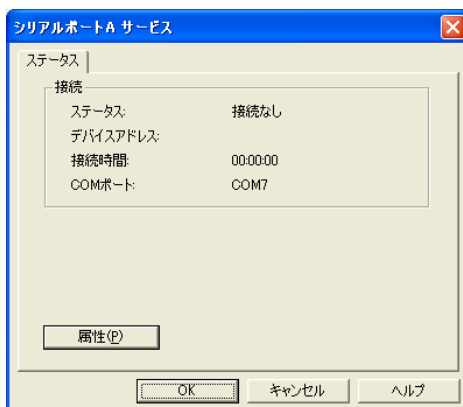 シリアルポートA サービス
ステータス
接続
ステータス: 接続なし
デバイスアドレス:
接続時間: 00:00:00
COMポート: COM7
属性(P)
OK キャンセル ヘルプ